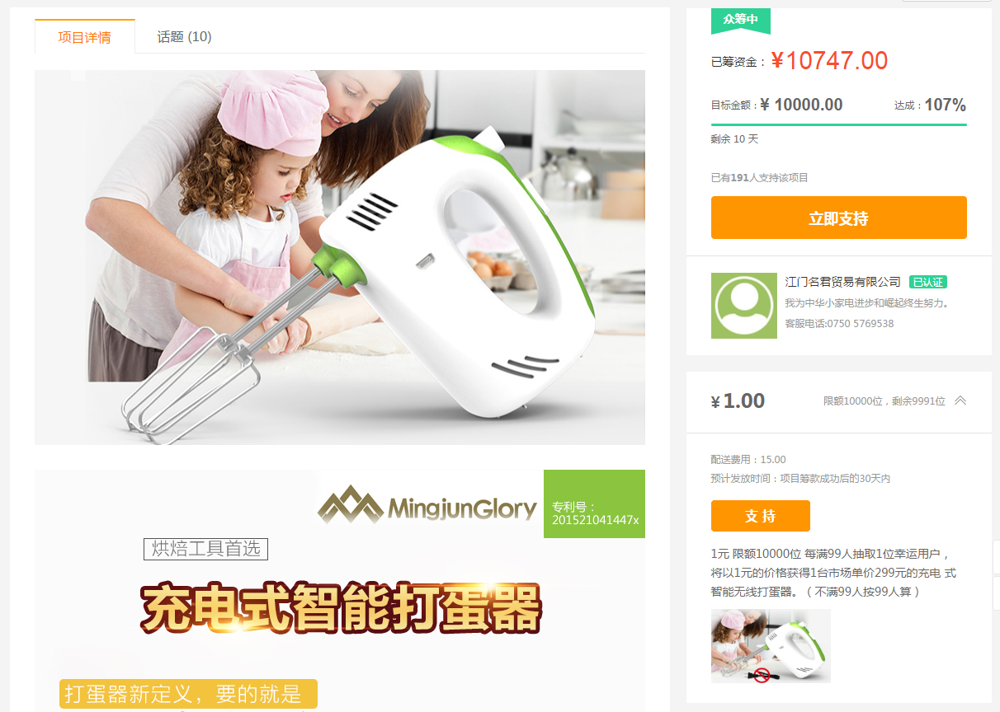 项目详情
话题 (10)
MingjunGlory
专利号：
201521041447x
烘焙工具首选
充电式智能打蛋器
打蛋器新定义，要的就是
众筹中
已筹资金：¥10747.00
目标金额：¥ 10000.00
达成：107%
剩余 10 天
已有191人支持该项目
立即支持
江门名君贸易有限公司 已认证
我为中华小家电进步和崛起终生努力。
客服电话:0750 5769538
¥1.00
限额10000位，剩余9991位
配送费用：15.00
预计发放时间：项目筹款成功后的30天内
支 持
1元 限额10000位 每满99人抽取1位幸运用户，
将以1元的价格获得1台市场单价299元的充电 式
智能无线打蛋器。（ 不满99人按99人算 ）